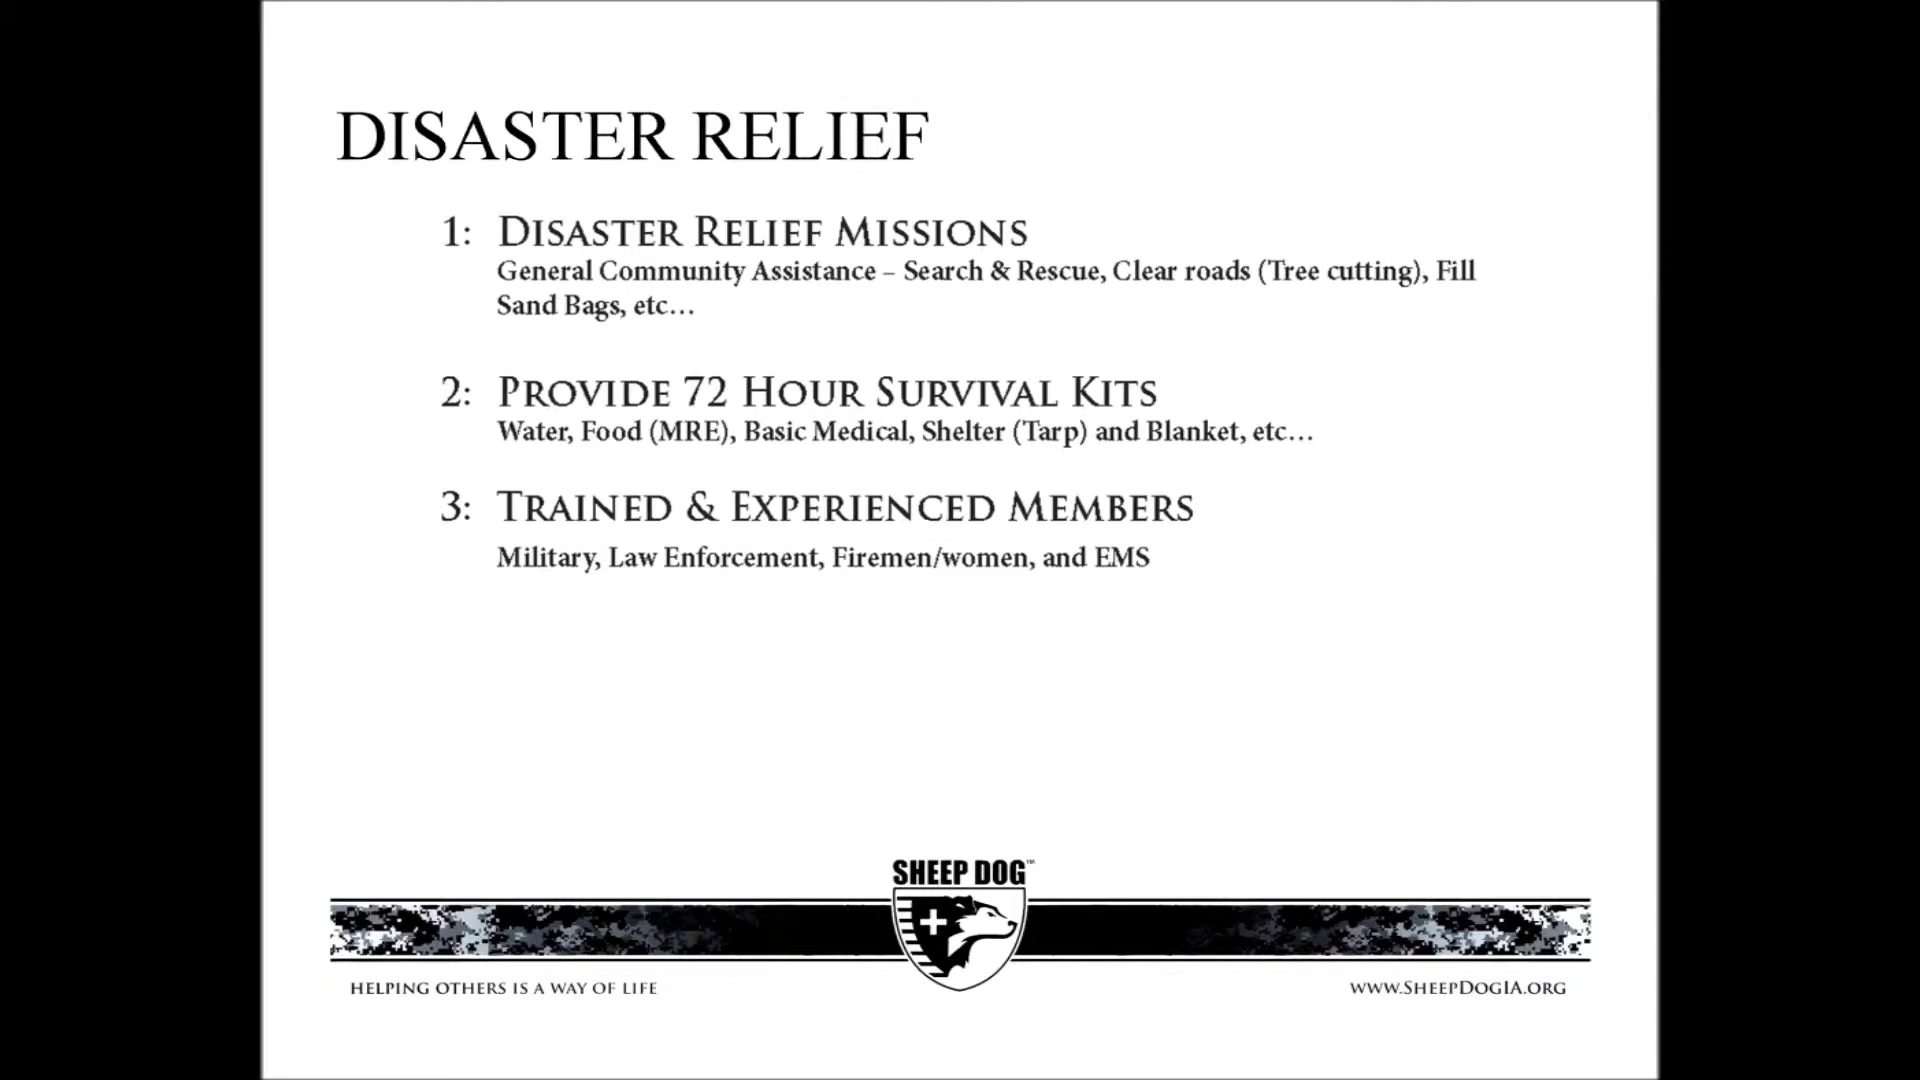 DISASTER RELIEF
1: DISASTER RELIEF MISSIONS
General Community Assistance – Search & Rescue, Clear roads (Tree cutting), Fill
Sand Bags, etc…
2: PROVIDE 72 HOUR SURVIVAL KITS
Water, Food (MRE), Basic Medical, Shelter (Tarp) and Blanket, etc…
3: TRAINED & EXPERIENCED MEMBERS
Military, Law Enforcement, Firemen/women, and EMS
SHEEP DOG™
HELPING OTHERS IS A WAY OF LIFE
WWW.SHEEPDOGIA.ORG